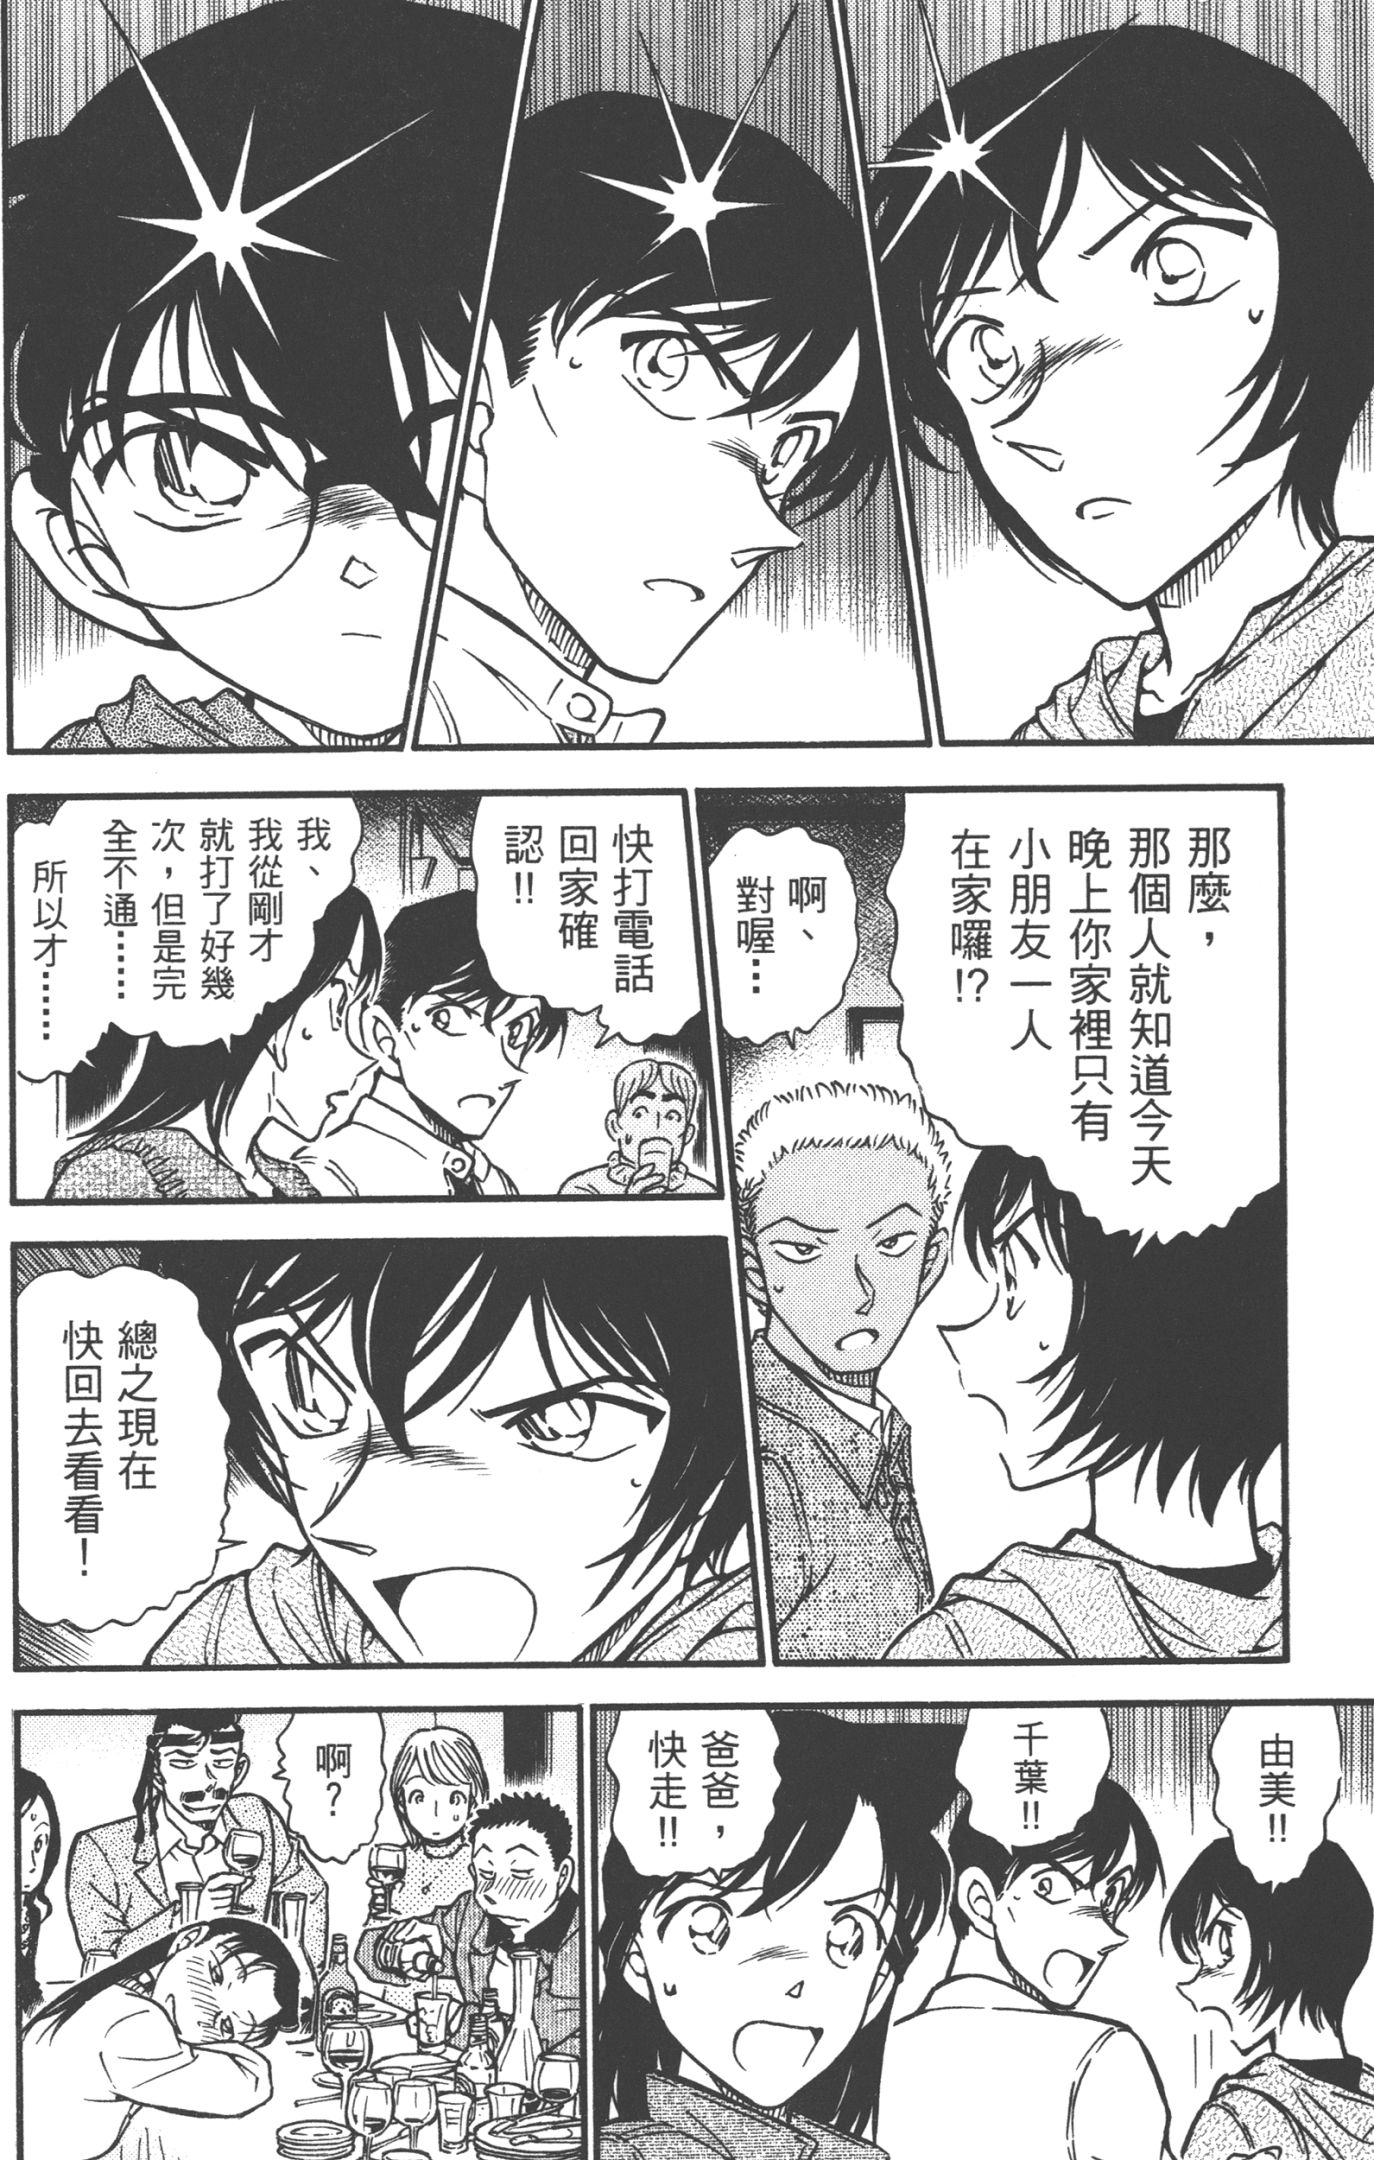 那麼，
那個人就知道今天
晚上你家裡只有
小朋友一人
在家囉!?
啊、
對喔…
快打電話
回家確
認!!
我、
我從剛才
就打了好幾
次，但是完
全不通……
所以才……
總之現在
快回去看看！
由美!!
千葉!!
爸爸，
快走!!
啊？